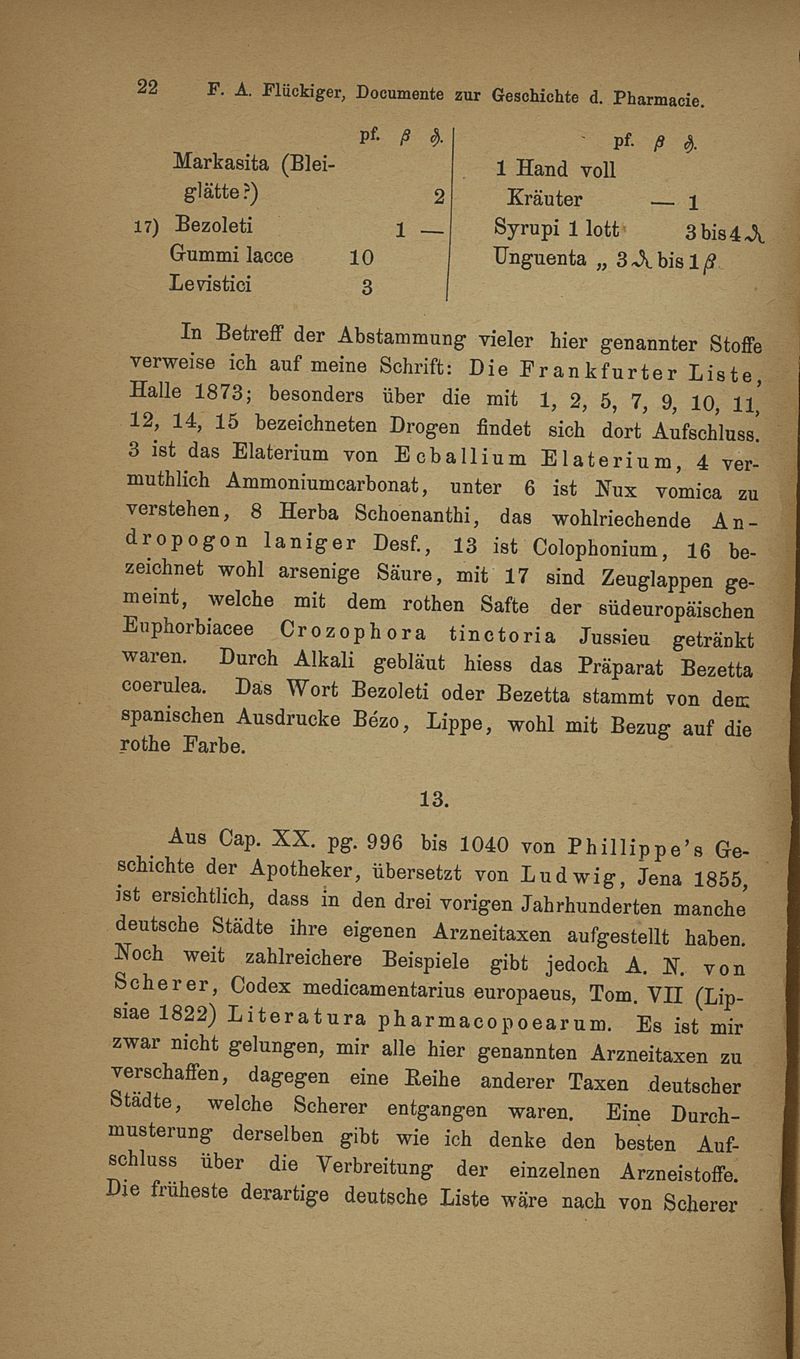 22 F. A. Flückiger, Documente zur Geschichte d. Pharmacie.
pf. β ₰.
Markasita (Blei-
glätte?) 2
17) Bezoleti 1 —
Gummi lacce 10
Levistici 3
pf. β ₰.
1 Hand voll
Kräuter — 1
Syrupi 1 lott 3 bis 4 ₰
Unguenta „ 3 ₰ bis 1 β
In Betreff der Abstammung vieler hier genannter Stoffe
verweise ich auf meine Schrift: Die Frankfurter Liste,
Halle 1873; besonders über die mit 1, 2, 5, 7, 9, 10, 11,
12, 14, 15 bezeichneten Drogen findet sich dort Aufschluss.
3 ist das Elaterium von Ecballium Elaterium, 4 ver-
muthlich Ammoniumcarbonat, unter 6 ist Nux vomica zu
verstehen, 8 Herba Schoenanthi, das wohlriechende An-
dropogon laniger Desf., 13 ist Colophonium, 16 be-
zeichnet wohl arsenige Säure, mit 17 sind Zeuglappen ge-
meint, welche mit dem rothen Safte der südeuropäischen
Euphorbiacee Crozophora tinctoria Jussieu getränkt
waren. Durch Alkali gebläut hiess das Präparat Bezetta
coerulea. Das Wort Bezoleti oder Bezetta stammt von dem
spanischen Ausdrucke Bézo, Lippe, wohl mit Bezug auf die
rothe Farbe.
13.
Aus Cap. XX. pg. 996 bis 1040 von Phillippe's Ge-
schichte der Apotheker, übersetzt von Ludwig, Jena 1855,
ist ersichtlich, dass in den drei vorigen Jahrhunderten manche
deutsche Städte ihre eigenen Arzneitaxen aufgestellt haben.
Noch weit zahlreichere Beispiele gibt jedoch A. N. von
Scherer, Codex medicamentarius europaeus, Tom. VII (Lip-
siae 1822) Literatura pharmacopoearum. Es ist mir
zwar nicht gelungen, mir alle hier genannten Arzneitaxen zu
verschaffen, dagegen eine Reihe anderer Taxen deutscher
Städte, welche Scherer entgangen waren. Eine Durch-
musterung derselben gibt wie ich denke den besten Auf-
schluss über die Verbreitung der einzelnen Arzneistoffe.
Die früheste derartige deutsche Liste wäre nach von Scherer